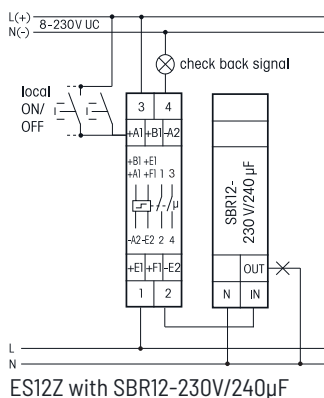 L(+)
8-230V UC
N(-)
check back signal
local
ON/
OFF
3 4
+A1 +B1 -A2
+B1 +E1
+A1 +F1 1 3
µ
-A2-E2 2 4
+E1 +F1 -E2
1 2
SBR12-
230 V/240 µF
OUT
N IN
L
N
ES12Z with SBR12-230V/240µF